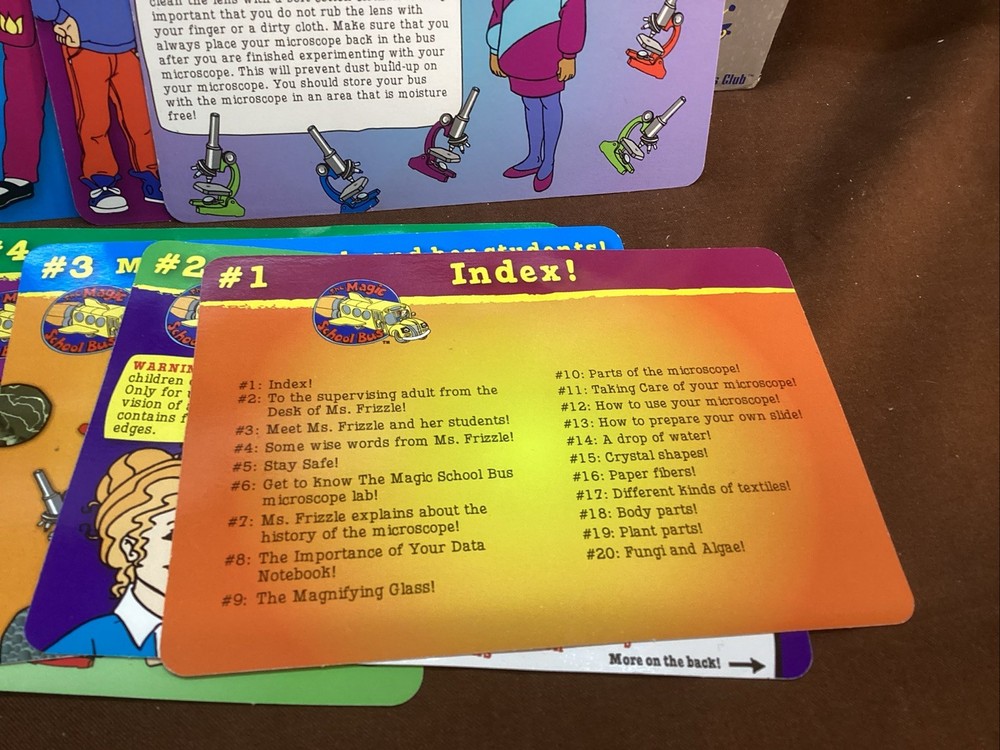 clean the lens with a soft cotton
important that you do not rub the lens with
your finger or a dirty cloth. Make sure that you
always place your microscope back in the bus
after you are finished experimenting with your
microscope. This will prevent dust build-up on
your microscope. You should store your bus
with the microscope in an area that is moisture
free!
s Club™
#4
#3 M
and her students!
#2
#1 Index!
The Magic
School Bus
The Magic
School Bus™
WARNIN
children
Only for
vision of
contains f
edges.
#1: Index!
#2: To the supervising adult from the
Desk of Ms. Frizzle!
#3: Meet Ms. Frizzle and her students!
#4: Some wise words from Ms. Frizzle!
#5: Stay Safe!
#6: Get to know The Magic School Bus
microscope lab!
#7: Ms. Frizzle explains about the
history of the microscope!
#8: The Importance of Your Data
Notebook!
#9: The Magnifying Glass!
#10: Parts of the microscope!
#11: Taking Care of your microscope!
#12: How to use your microscope!
#13: How to prepare your own slide!
#14: A drop of water!
#15: Crystal shapes!
#16: Paper fibers!
#17: Different kinds of textiles!
#18: Body parts!
#19: Plant parts!
#20: Fungi and Algae!
More on the back!